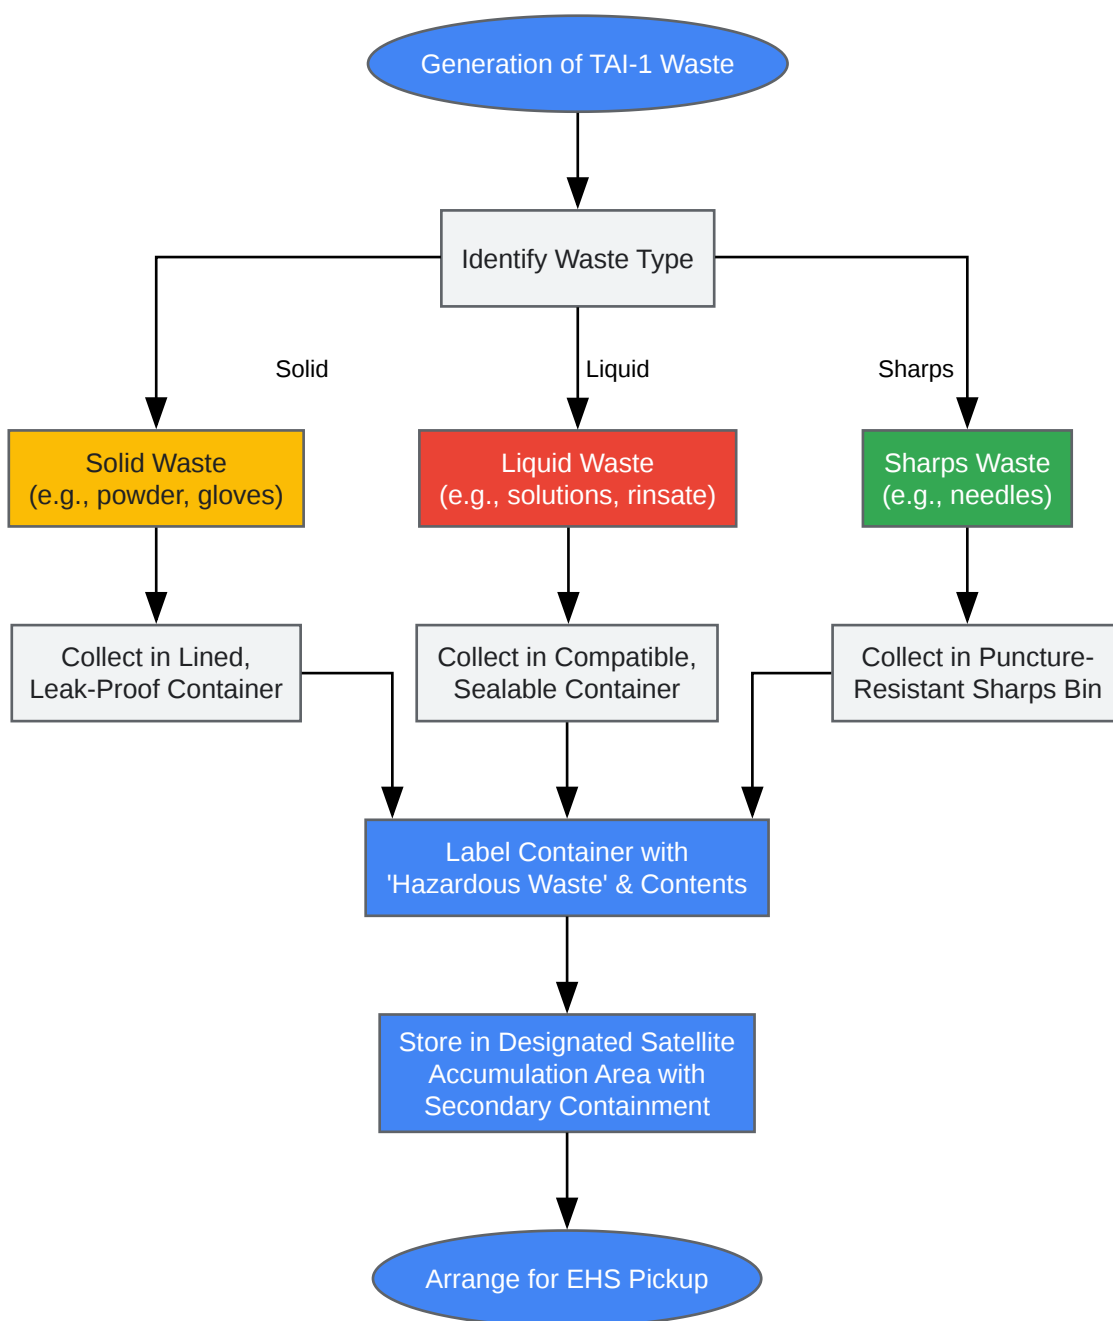 Generation of TAI-1 Waste
Identify Waste Type
Solid
Liquid
Sharps
Solid Waste
(e.g., powder, gloves)
Liquid Waste
(e.g., solutions, rinsate)
Sharps Waste
(e.g., needles)
Collect in Lined,
Leak-Proof Container
Collect in Compatible,
Sealable Container
Collect in Puncture-
Resistant Sharps Bin
Label Container with
'Hazardous Waste' & Contents
Store in Designated Satellite
Accumulation Area with
Secondary Containment
Arrange for EHS Pickup